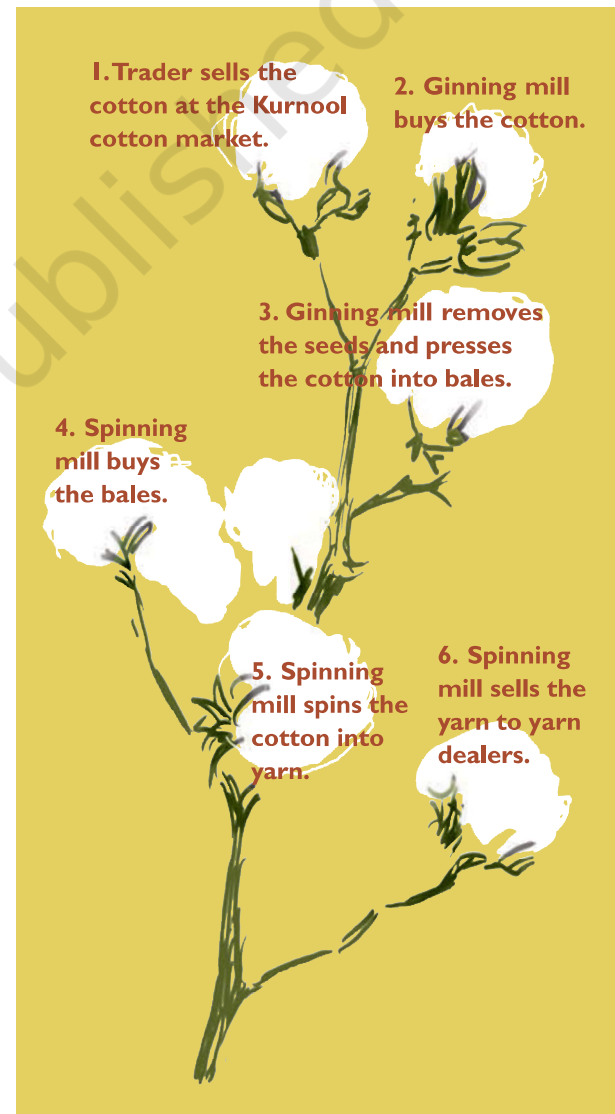 1. Trader sells the
cotton at the Kurnool
cotton market.
2. Ginning mill
buys the cotton.
3. Ginning mill removes
the seeds and presses
the cotton into bales.
4. Spinning
mill buys
the bales.
5. Spinning
mill spins the
cotton into
yarn.
6. Spinning
mill sells the
yarn to yarn
dealers.
ublished